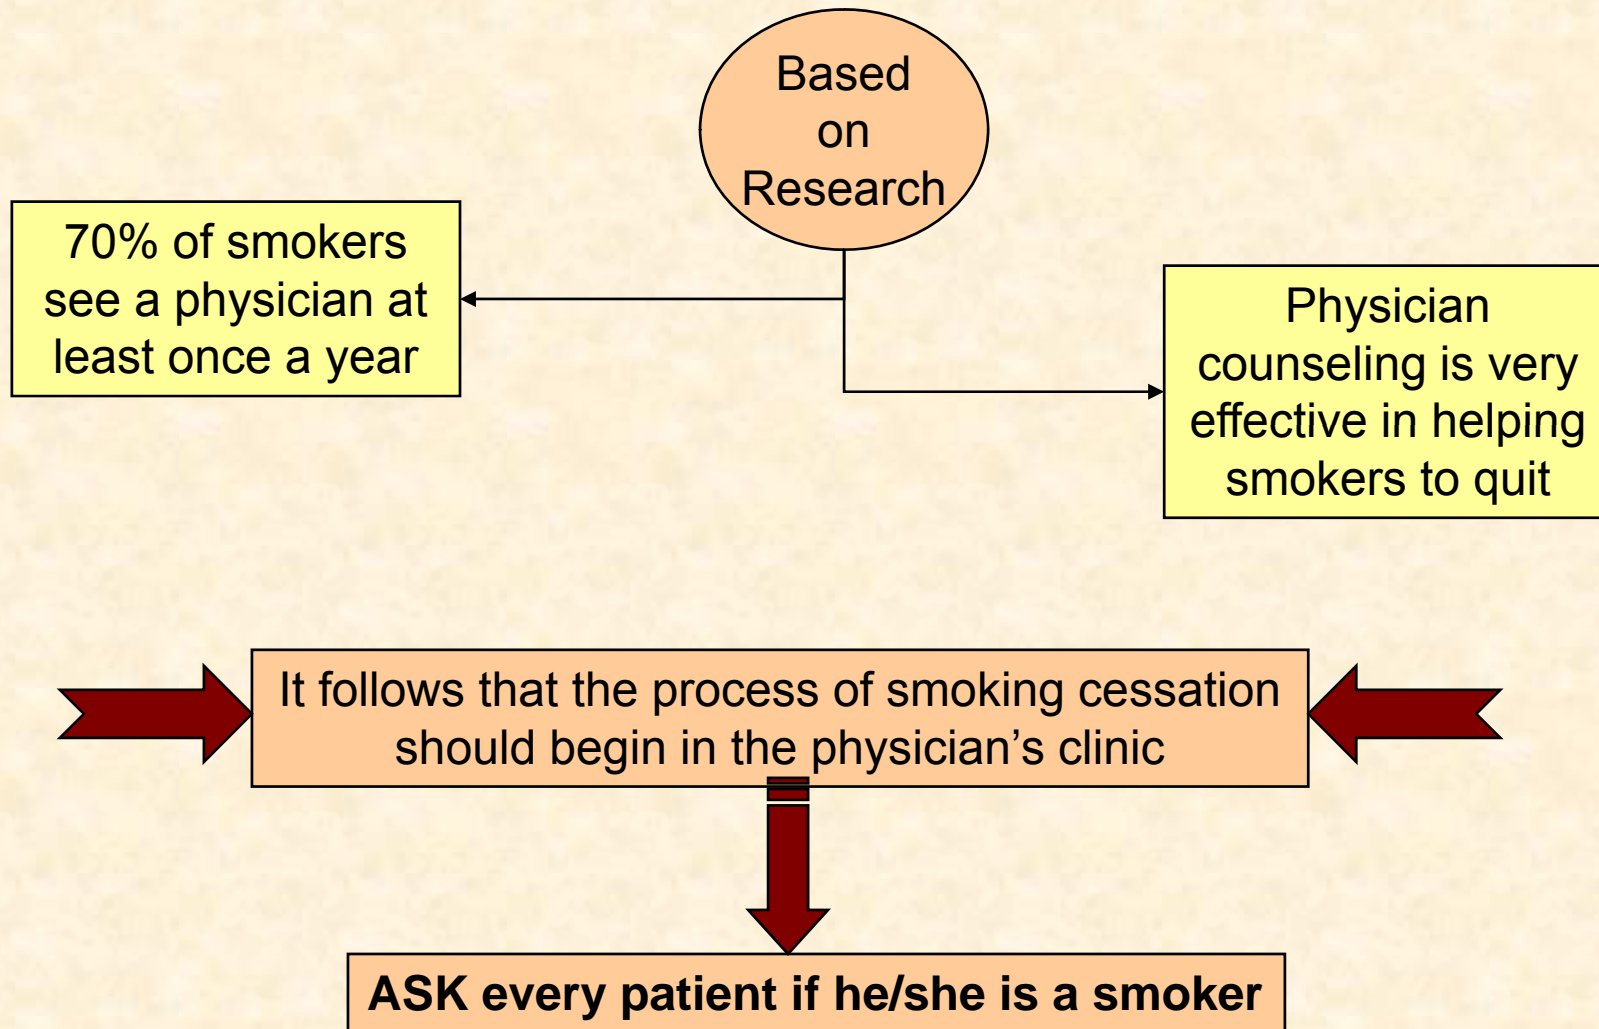 Based
on
Research
70% of smokers
see a physician at
least once a year
Physician
counseling is very
effective in helping
smokers to quit
It follows that the process of smoking cessation
should begin in the physician’s clinic
ASK every patient if he/she is a smoker